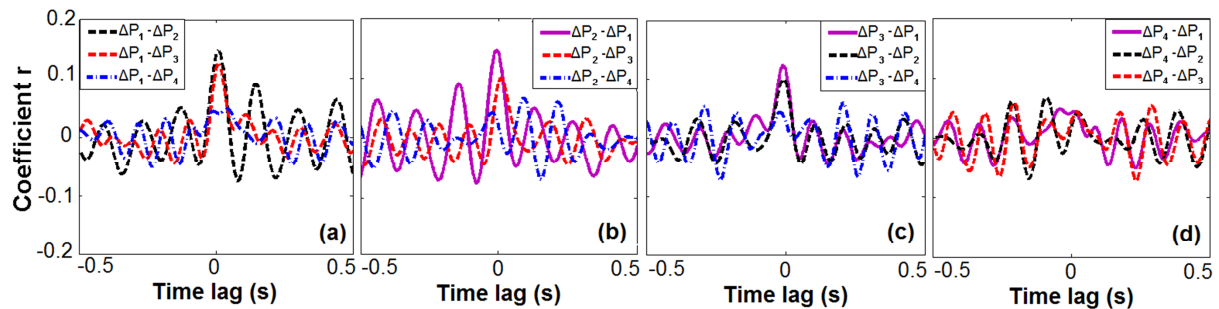 0.2
0.1
0
-0.1
-0.2
Coefficient r
ΔP₁-ΔP₂
ΔP₁-ΔP₃
ΔP₁-ΔP₄
(a)
-0.5
0
0.5
Time lag (s)
ΔP₂-ΔP₁
ΔP₂-ΔP₃
ΔP₂-ΔP₄
(b)
-0.5
0
0.5
Time lag (s)
ΔP₃-ΔP₁
ΔP₃-ΔP₂
ΔP₃-ΔP₄
(c)
-0.5
0
0.5
Time lag (s)
ΔP₄-ΔP₁
ΔP₄-ΔP₂
ΔP₄-ΔP₃
(d)
-0.5
0
0.5
Time lag (s)